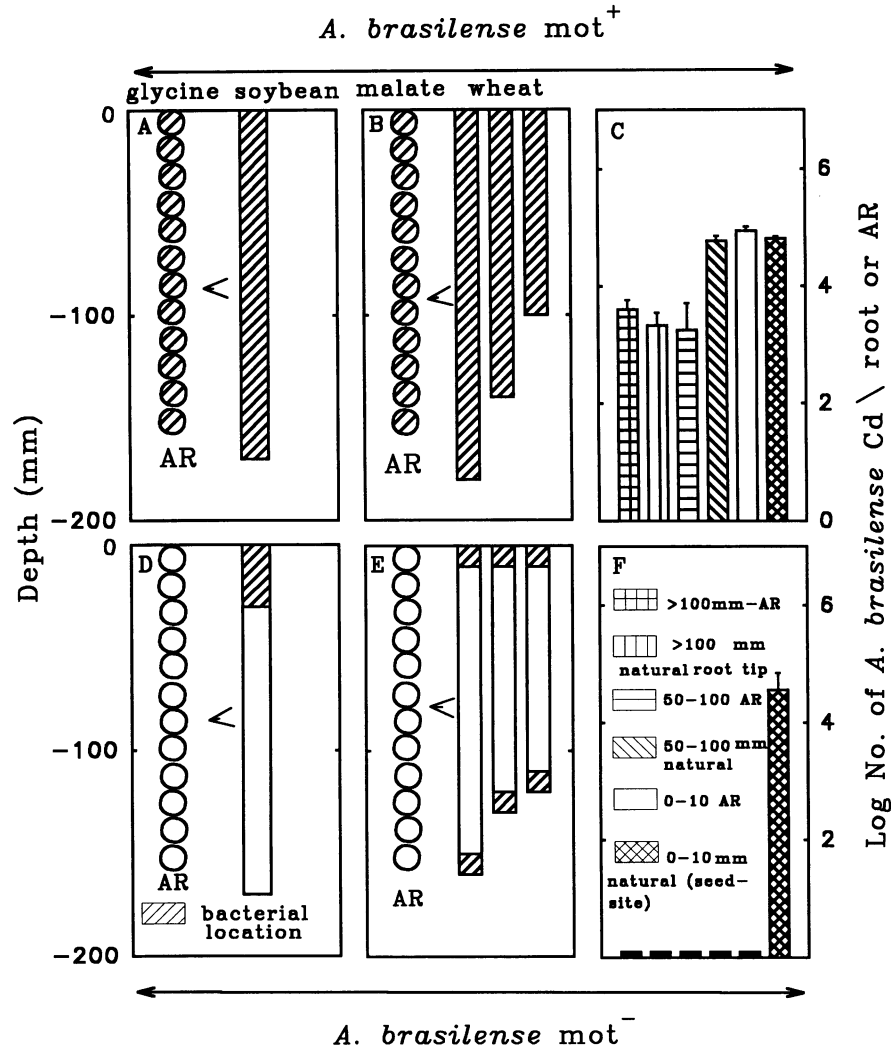 A. brasilense mot+
glycine soybean malate wheat
A
B
C
0
-100
-200
AR
AR
6
4
2
0
Depth (mm)
Log No. of A. brasilense Cd \ root or AR
D
E
F
0
-100
-200
AR
AR
bacterial
location
>100mm-AR
>100 mm
natural root tip
50-100 AR
50-100 mm
natural
0-10 AR
0-10 mm
natural (seed-
site)
6
4
2
A. brasilense mot−